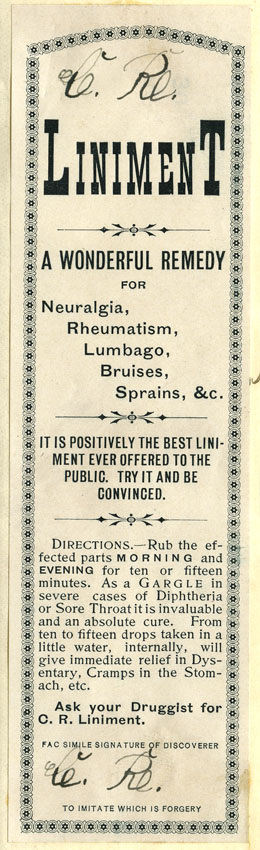 C. R.
LINIMENT
A WONDERFUL REMEDY
FOR
Neuralgia,
Rheumatism,
Lumbago,
Bruises,
Sprains, &c.
IT IS POSITIVELY THE BEST LINI-
MENT EVER OFFERED TO THE
PUBLIC. TRY IT AND BE
CONVINCED.
DIRECTIONS.—Rub the ef-
fected parts MORNING and
EVENING for ten or fifteen
minutes. As a GARGLE in
severe cases of Diphtheria
or Sore Throat it is invaluable
and an absolute cure. From
ten to fifteen drops taken in a
little water, internally, will
give immediate relief in Dys-
entary, Cramps in the Stom-
ach, etc.
Ask your Druggist for
C. R. Liniment.
FAC SIMILE SIGNATURE OF DISCOVERER
C. R.
TO IMITATE WHICH IS FORGERY